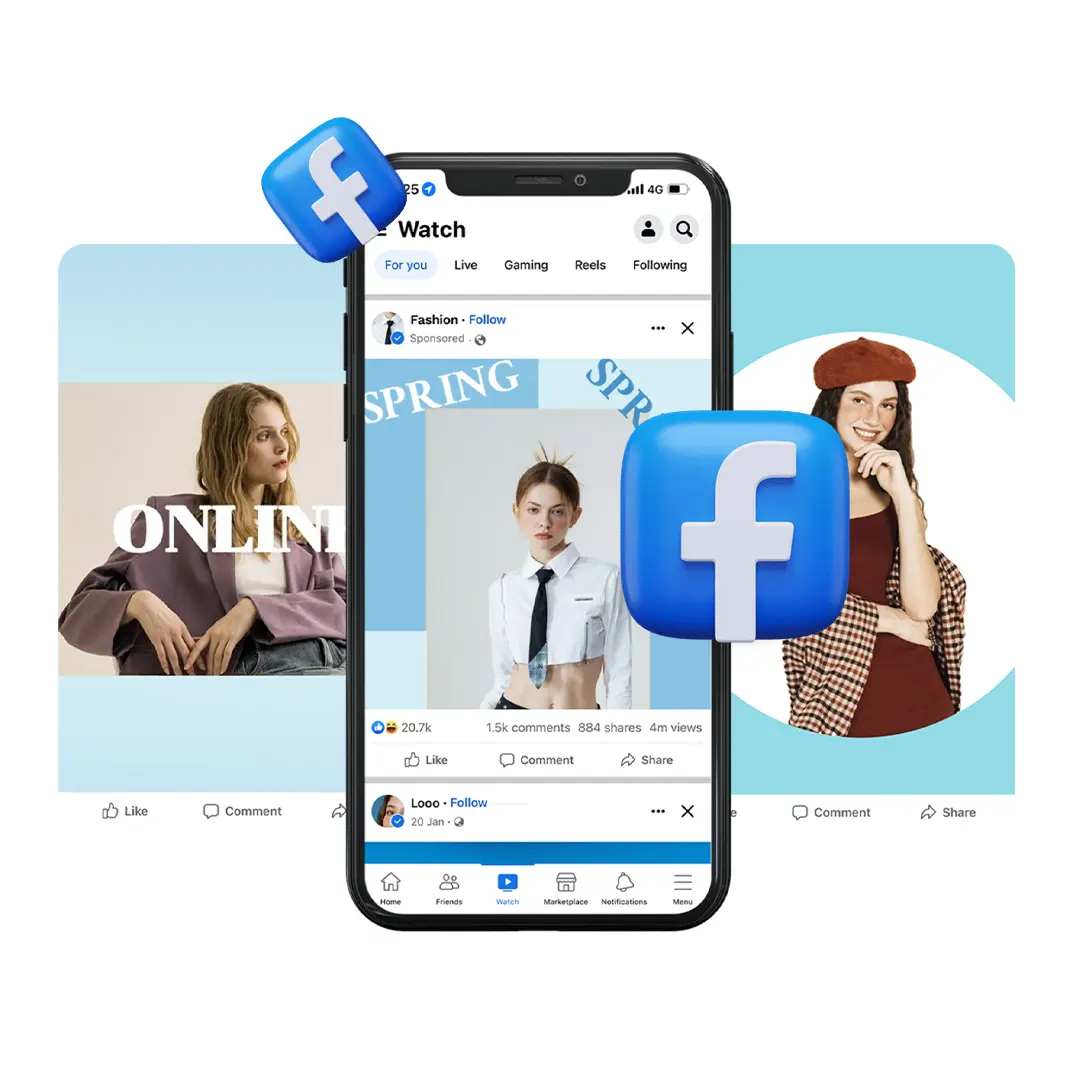 25
4G
Watch
For you Live Gaming Reels Following
Fashion · Follow
Sponsored ·
SPRING
SPR
ONLIN
20.7k 1.5k comments 884 shares 4m views
Like Comment Share
Looo · Follow
20 Jan ·
Like Comment
Comment Share
Home Friends Watch Marketplace Notifications Menu